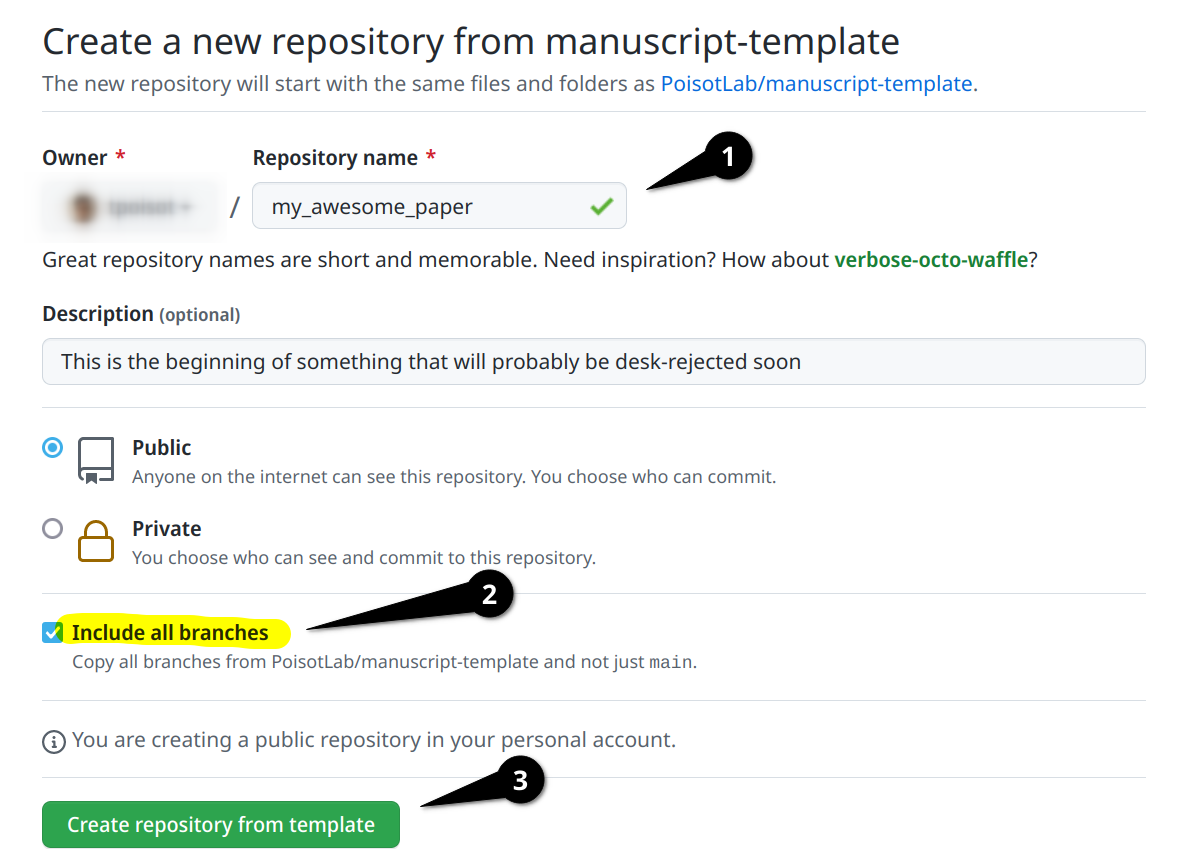 Create a new repository from manuscript-template
The new repository will start with the same files and folders as PoisotLab/manuscript-template.
Owner * Repository name *
1
/ my_awesome_paper
Great repository names are short and memorable. Need inspiration? How about verbose-octo-waffle?
Description (optional)
This is the beginning of something that will probably be desk-rejected soon
Public
Anyone on the internet can see this repository. You choose who can commit.
Private
You choose who can see and commit to this repository.
2
Include all branches
Copy all branches from PoisotLab/manuscript-template and not just main.
You are creating a public repository in your personal account.
3
Create repository from template